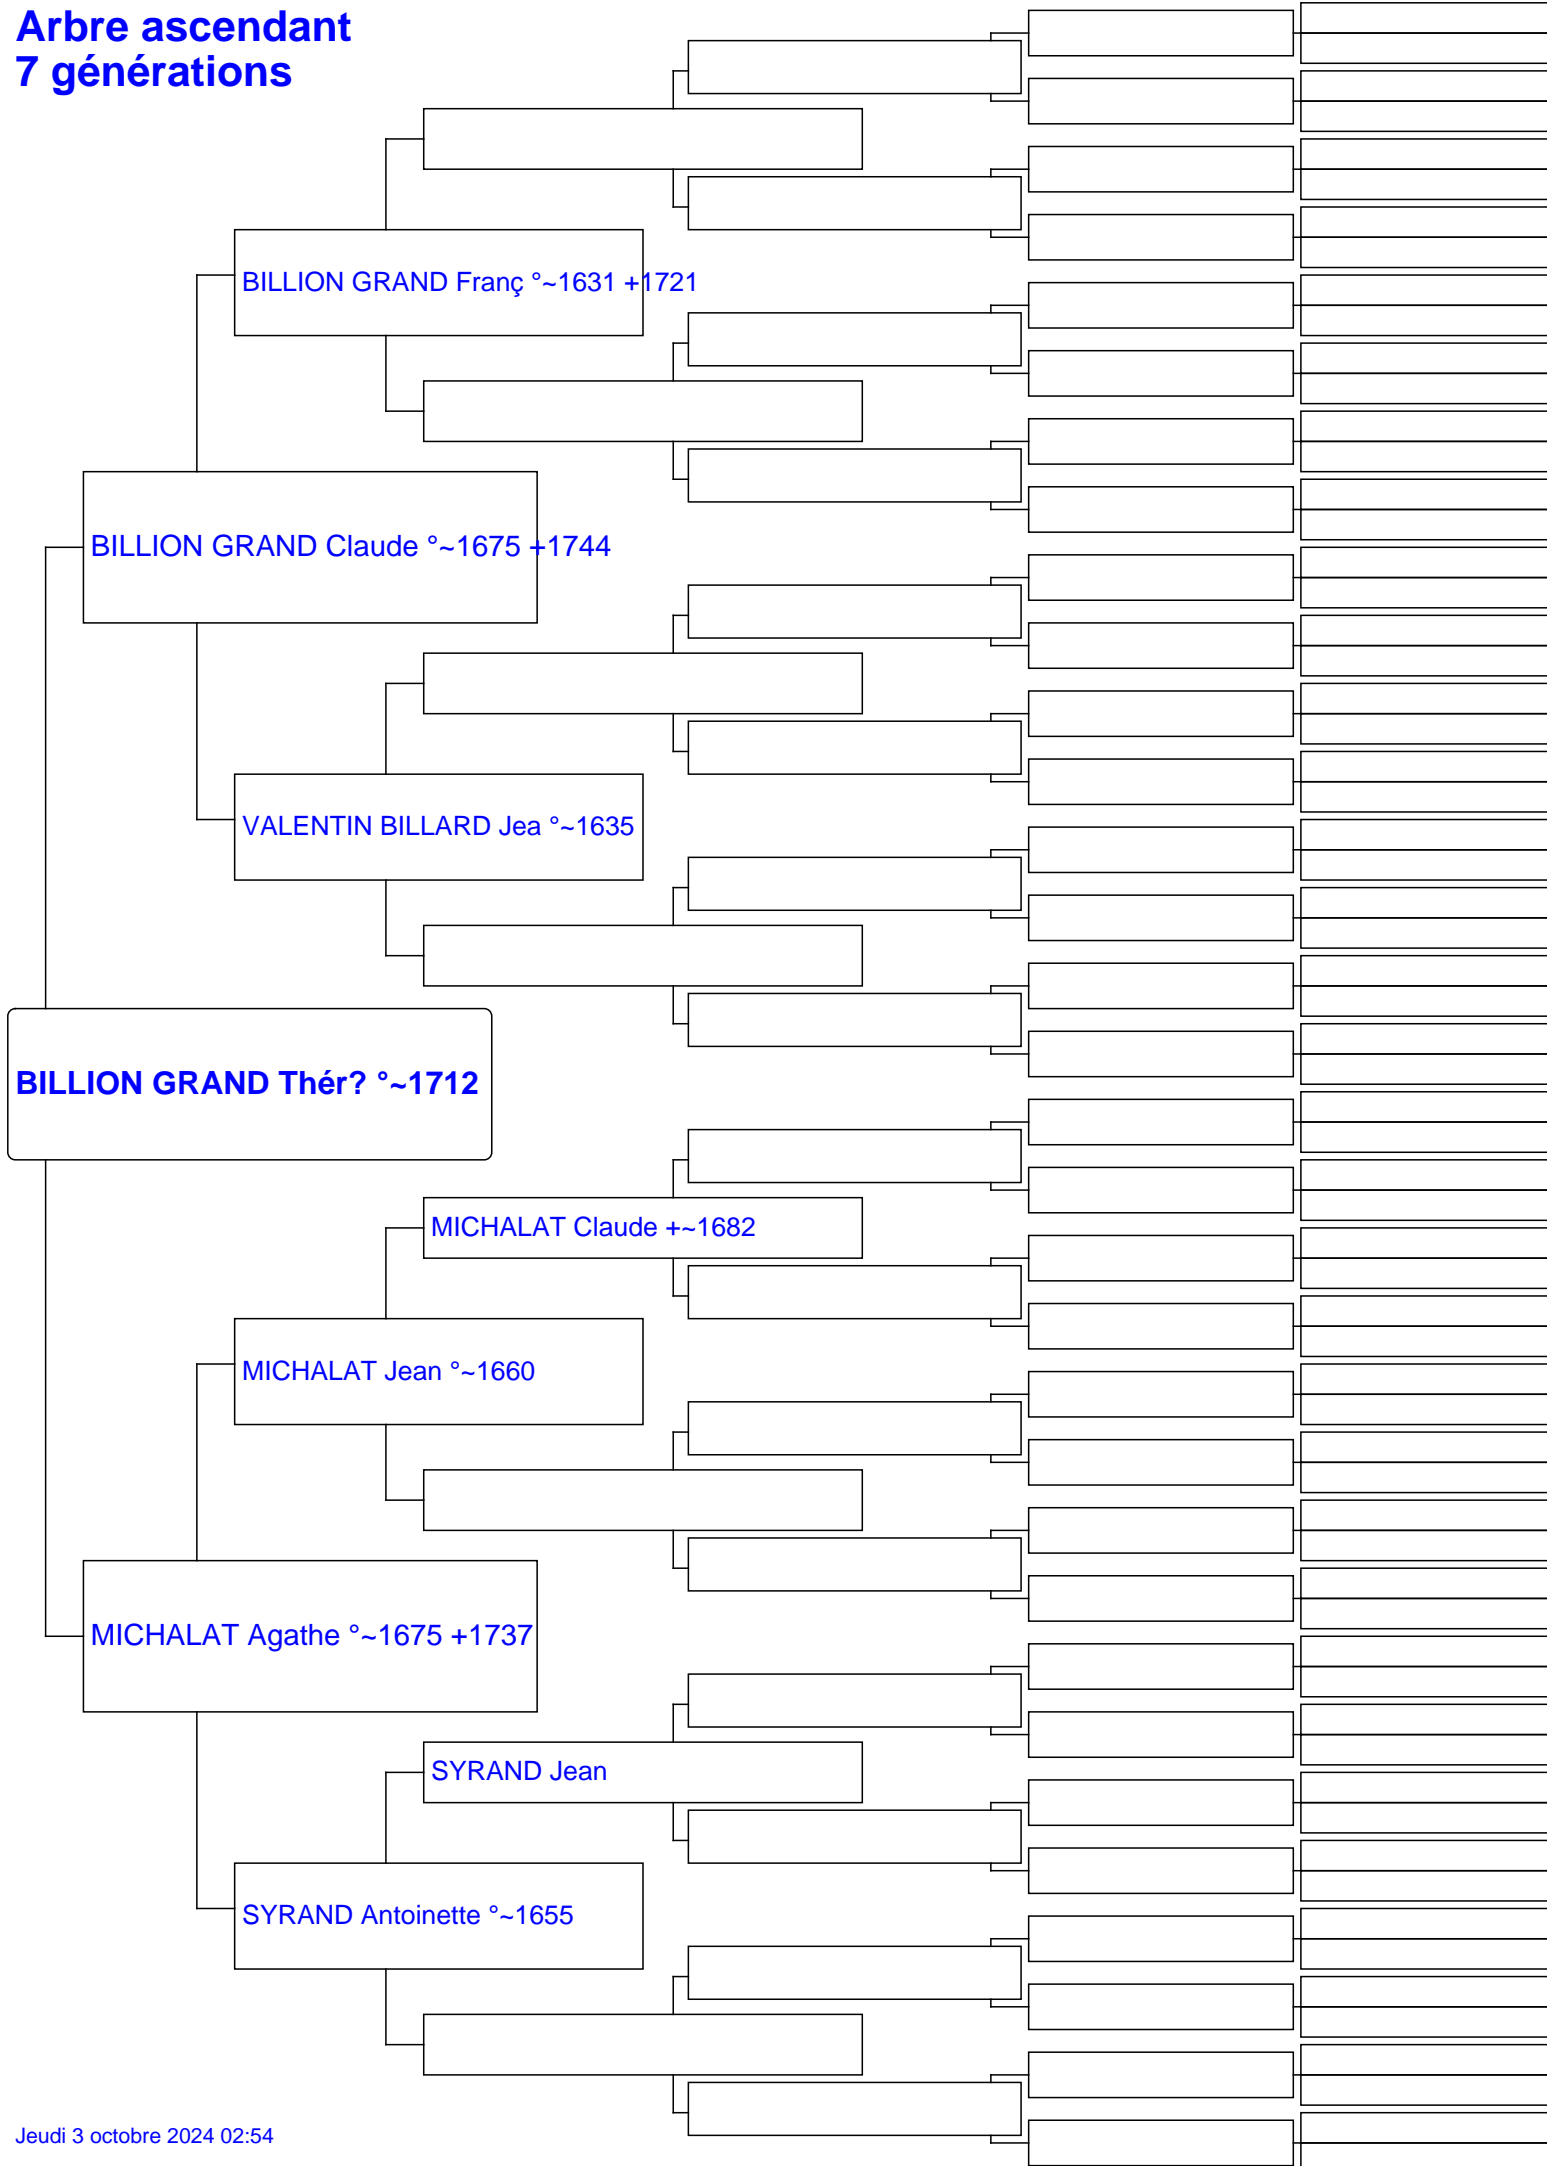 Arbre ascendant
7 générations
BILLION GRAND Franç °~1631 +1721
BILLION GRAND Claude °~1675 +1744
VALENTIN BILLARD Jea °~1635
BILLION GRAND Thér? °~1712
MICHALAT Claude +~1682
MICHALAT Jean °~1660
MICHALAT Agathe °~1675 +1737
SYRAND Jean
SYRAND Antoinette °~1655
Jeudi 3 octobre 2024 02:54